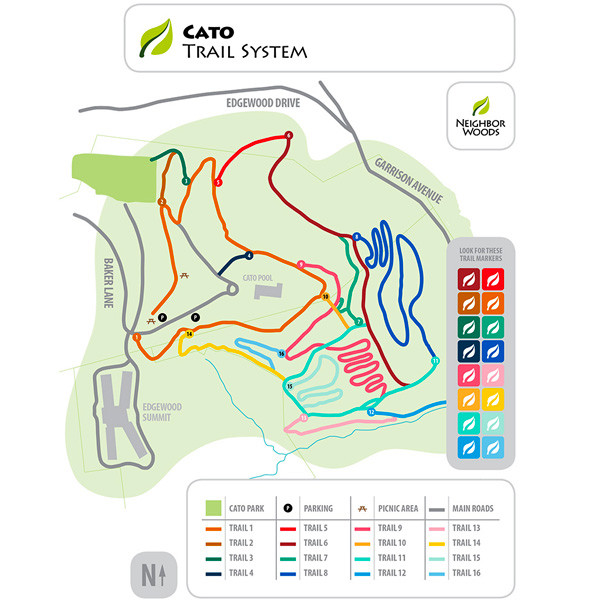 CATO
TRAIL SYSTEM
NEIGHBOR
WOODS
EDGEWOOD DRIVE
GARRISON AVENUE
BAKER LANE
CATO POOL
EDGEWOOD
SUMMIT
4
3
5
2
4
8
9
10
7
P
P
1
14
16
11
15
13
12
LOOK FOR THESE
TRAIL MARKERS
CATO PARK
P
PARKING
PICNIC AREA
MAIN ROADS
TRAIL 1
TRAIL 5
TRAIL 9
TRAIL 13
TRAIL 2
TRAIL 6
TRAIL 10
TRAIL 14
TRAIL 3
TRAIL 7
TRAIL 11
TRAIL 15
TRAIL 4
TRAIL 8
TRAIL 12
TRAIL 16
N